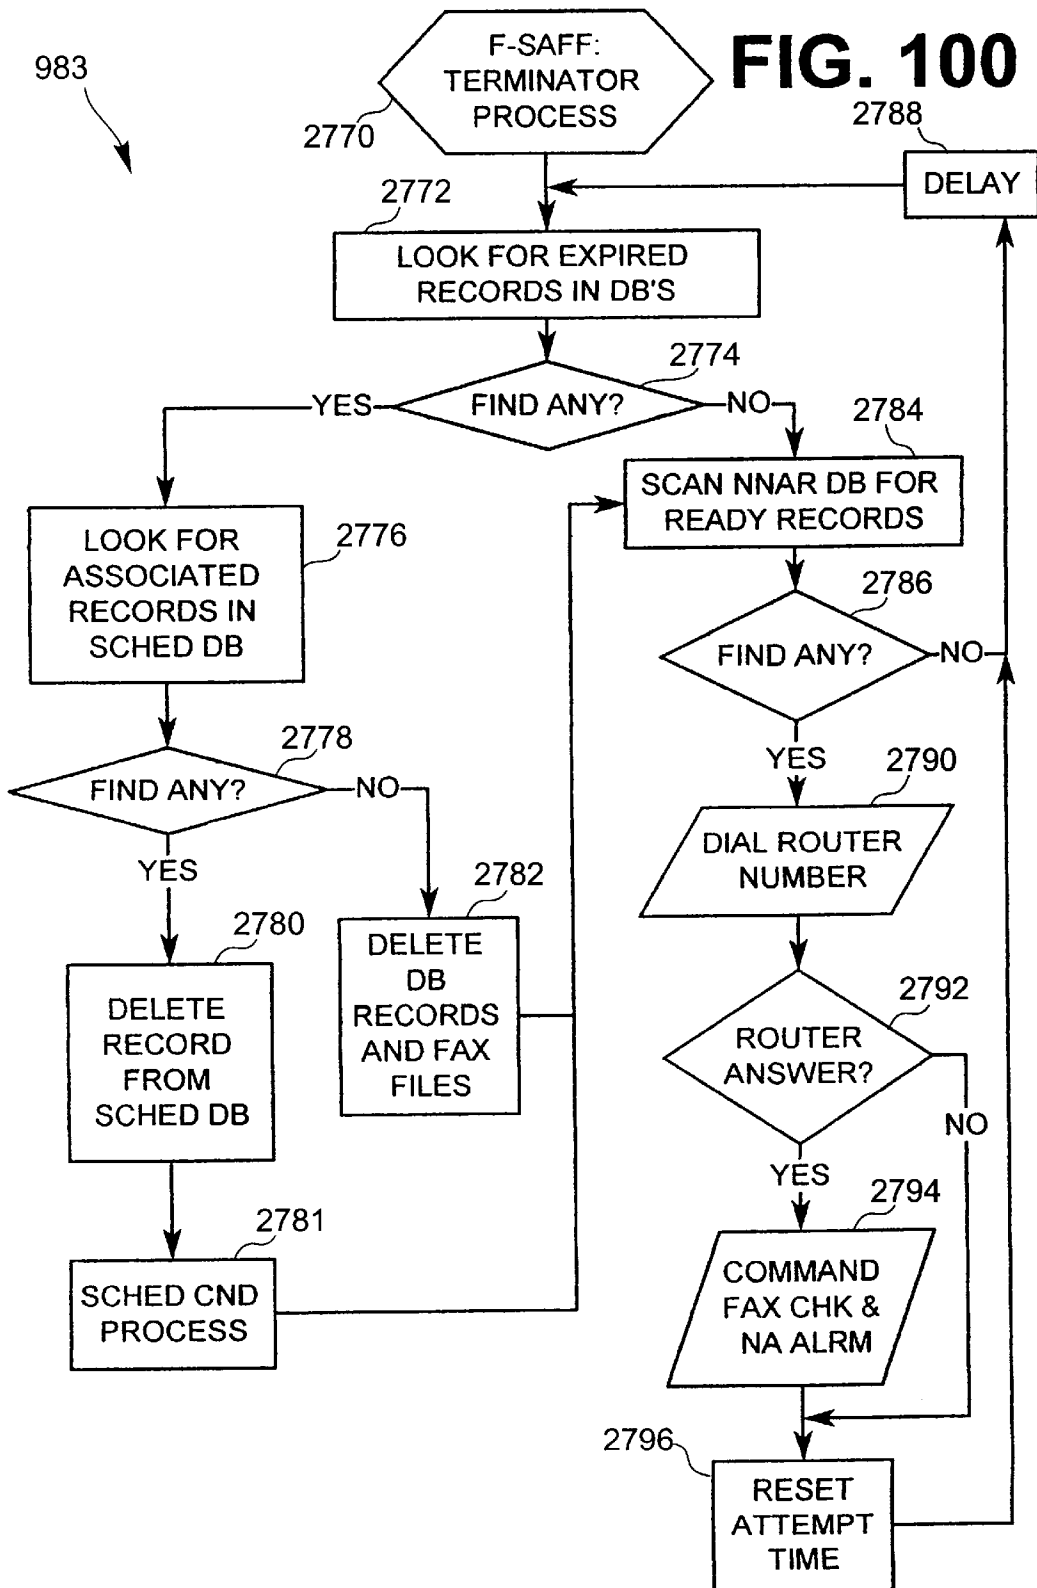 FIG. 100
983
F-SAFF:
TERMINATOR
PROCESS
2770
2788
DELAY
2772
LOOK FOR EXPIRED
RECORDS IN DB'S
2774
FIND ANY?
YES
NO
2784
SCAN NNAR DB FOR
READY RECORDS
2776
LOOK FOR
ASSOCIATED
RECORDS IN
SCHED DB
2786
FIND ANY?
NO
YES
2778
FIND ANY?
NO
YES
2790
DIAL ROUTER
NUMBER
2782
DELETE
DB
RECORDS
AND FAX
FILES
2780
DELETE
RECORD
FROM
SCHED DB
2792
ROUTER
ANSWER?
NO
YES
2781
SCHED CND
PROCESS
2794
COMMAND
FAX CHK &
NA ALRM
2796
RESET
ATTEMPT
TIME